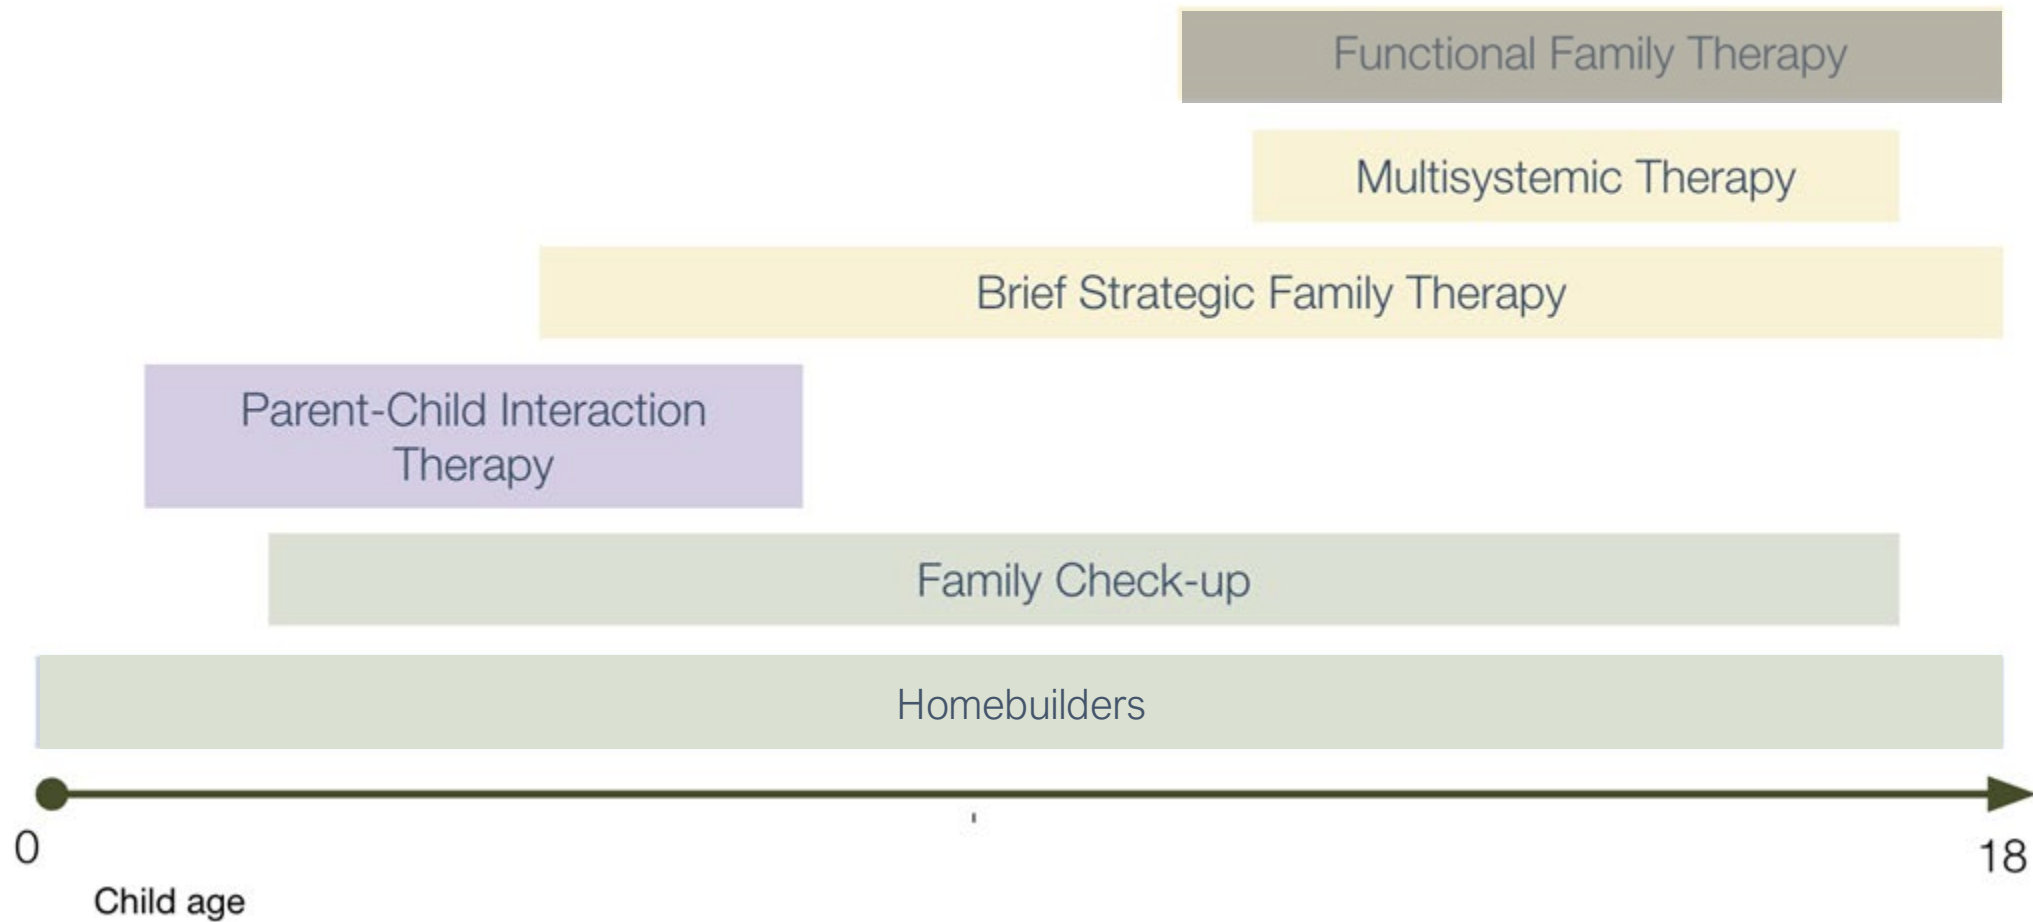 Functional Family Therapy
Multisystemic Therapy
Brief Strategic Family Therapy
Parent-Child Interaction
Therapy
Family Check-up
Homebuilders
0
18
Child age